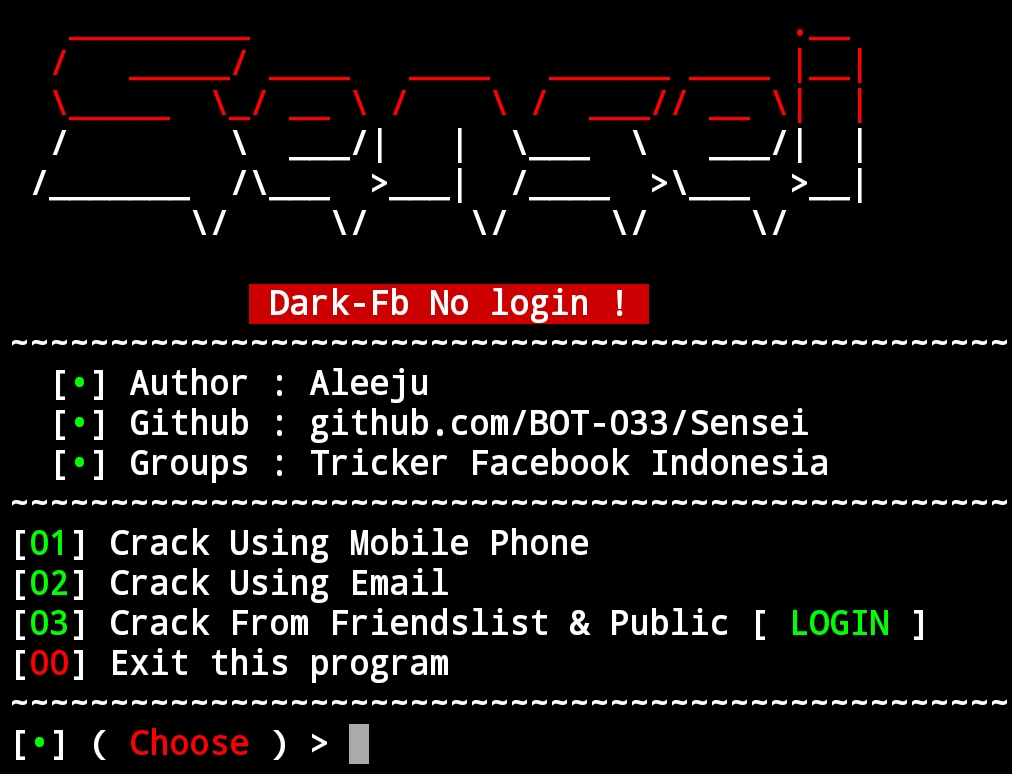 Sensei
Dark-Fb No login !
~~~~~~~~~~~~~~~~~~~~~~~~~~~~~~~~~~~~~~~~~~~~~~~~~~
[•] Author : Aleeju
[•] Github : github.com/BOT-033/Sensei
[•] Groups : Tricker Facebook Indonesia
~~~~~~~~~~~~~~~~~~~~~~~~~~~~~~~~~~~~~~~~~~~~~~~~~~
[01] Crack Using Mobile Phone
[02] Crack Using Email
[03] Crack From Friendslist & Public [ LOGIN ]
[00] Exit this program
~~~~~~~~~~~~~~~~~~~~~~~~~~~~~~~~~~~~~~~~~~~~~~~~~~
[•] ( Choose ) >